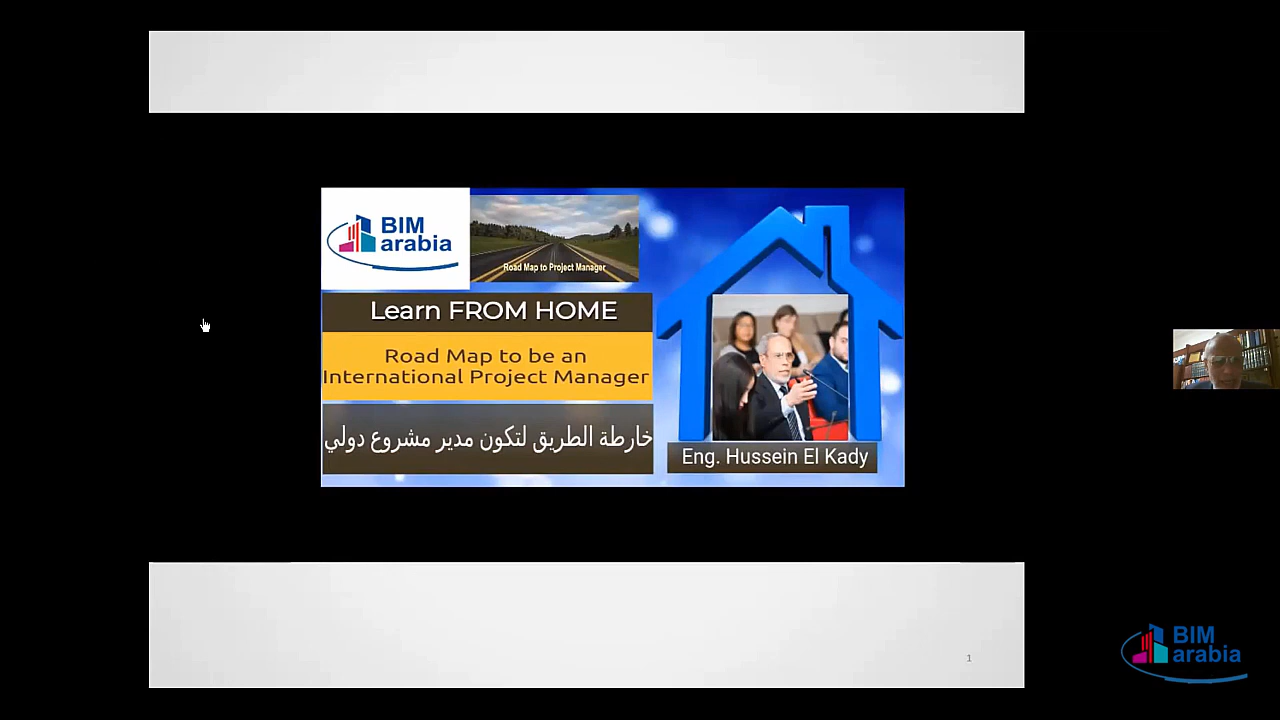 BIM
arabia
Road Map to Project Manager
Learn FROM HOME
Road Map to be an
International Project Manager
خارطة الطريق لتكون مدير مشروع دولي
Eng. Hussein El Kady
1
BIM
arabia